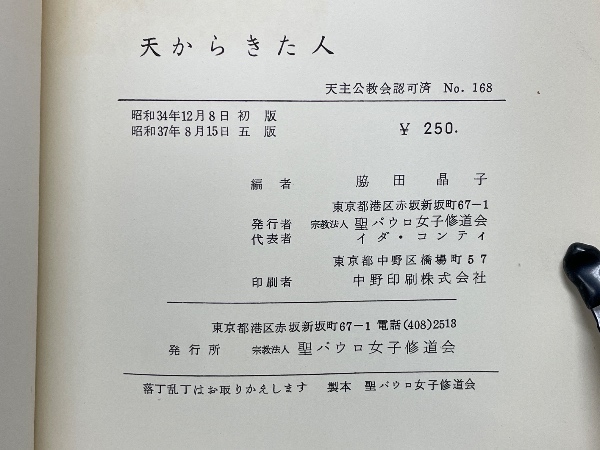 天からきた人
天主公教会認可済 No. 168
昭和34年12月8日 初 版
昭和37年8月15日 五 版
¥ 250.
編者 脇田晶子
東京都港区赤坂新坂町67-1
発行者 宗教法人 聖パウロ女子修道会
代表者 イダ・コンティ
東京都中野区橋場町57
印刷者 中野印刷株式会社
東京都港区赤坂新坂町67-1 電話(408)2513
発行所 宗教法人 聖パウロ女子修道会
落丁乱丁はお取りかえします 製本 聖パウロ女子修道会